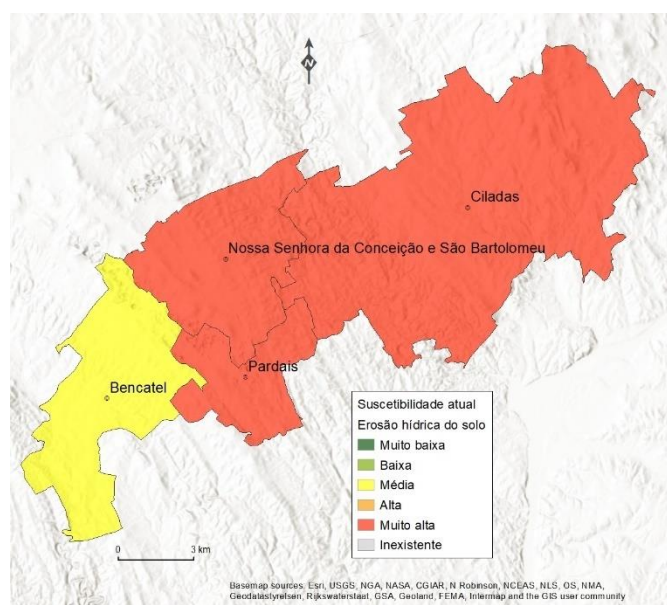 N
Ciladas
Nossa Senhora da Conceição e São Bartolomeu
Pardais
Bencatel
Suscetibilidade atual
Erosão hídrica do solo
Muito baixa
Baixa
Média
Alta
Muito alta
Inexistente
0 3 km
Basemap sources: Esri, USGS, NGA, NASA, CGIAR, N Robinson, NCEAS, NLS, OS, NMA,
Geodatastyrelsen, Rijkswaterstaat, GSA, Geoland, FEMA, Intermap and the GIS user community